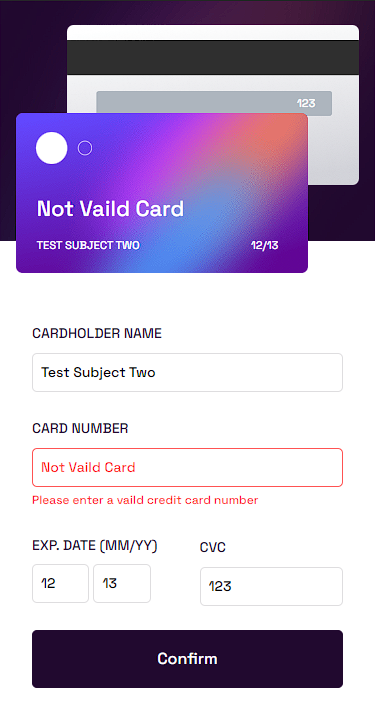 123
Not Vaild Card
TEST SUBJECT TWO 12/13
CARDHOLDER NAME
Test Subject Two
CARD NUMBER
Not Vaild Card
Please enter a vaild credit card number
EXP. DATE (MM/YY) CVC
12 13 123
Confirm